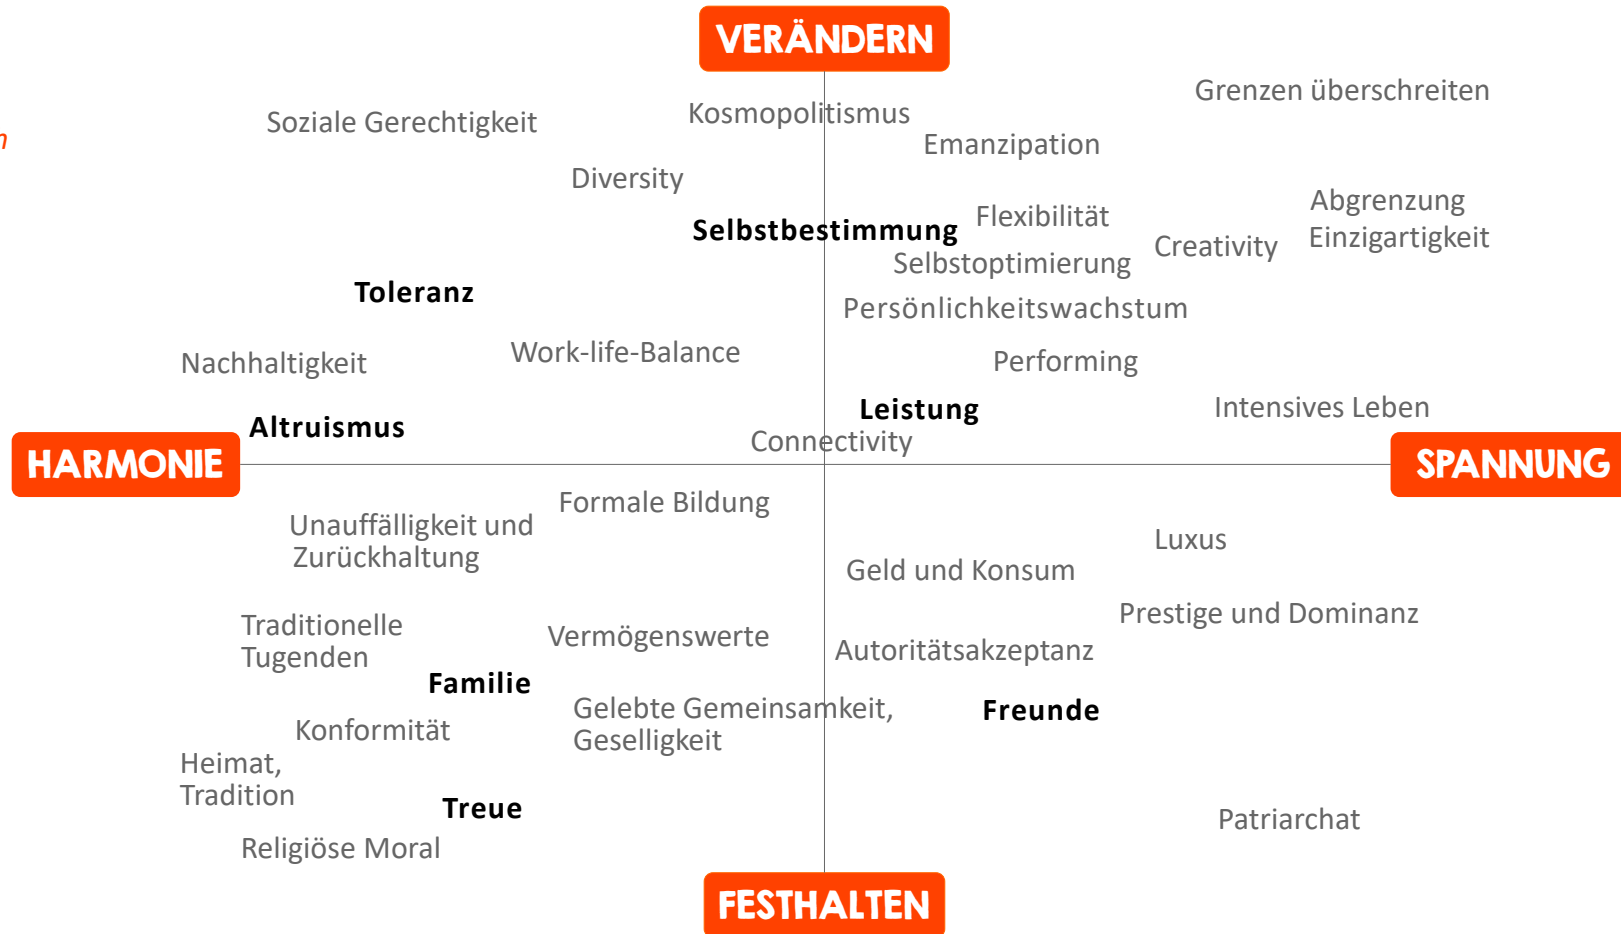 VERÄNDERN
Grenzen überschreiten
Kosmopolitismus
Soziale Gerechtigkeit
Emanzipation
Diversity
Abgrenzung
Einzigartigkeit
Flexibilität
Selbstbestimmung
Creativity
Selbstoptimierung
Toleranz
Persönlichkeitswachstum
Work-life-Balance
Nachhaltigkeit
Performing
Leistung
Intensives Leben
Altruismus
Connectivity
HARMONIE
SPANNUNG
Formale Bildung
Unauffälligkeit und
Zurückhaltung
Luxus
Geld und Konsum
Prestige und Dominanz
Traditionelle
Tugenden
Vermögenswerte
Autoritätsakzeptanz
Familie
Gelebte Gemeinsamkeit,
Geselligkeit
Freunde
Konformität
Heimat,
Tradition
Treue
Patriarchat
Religiöse Moral
FESTHALTEN